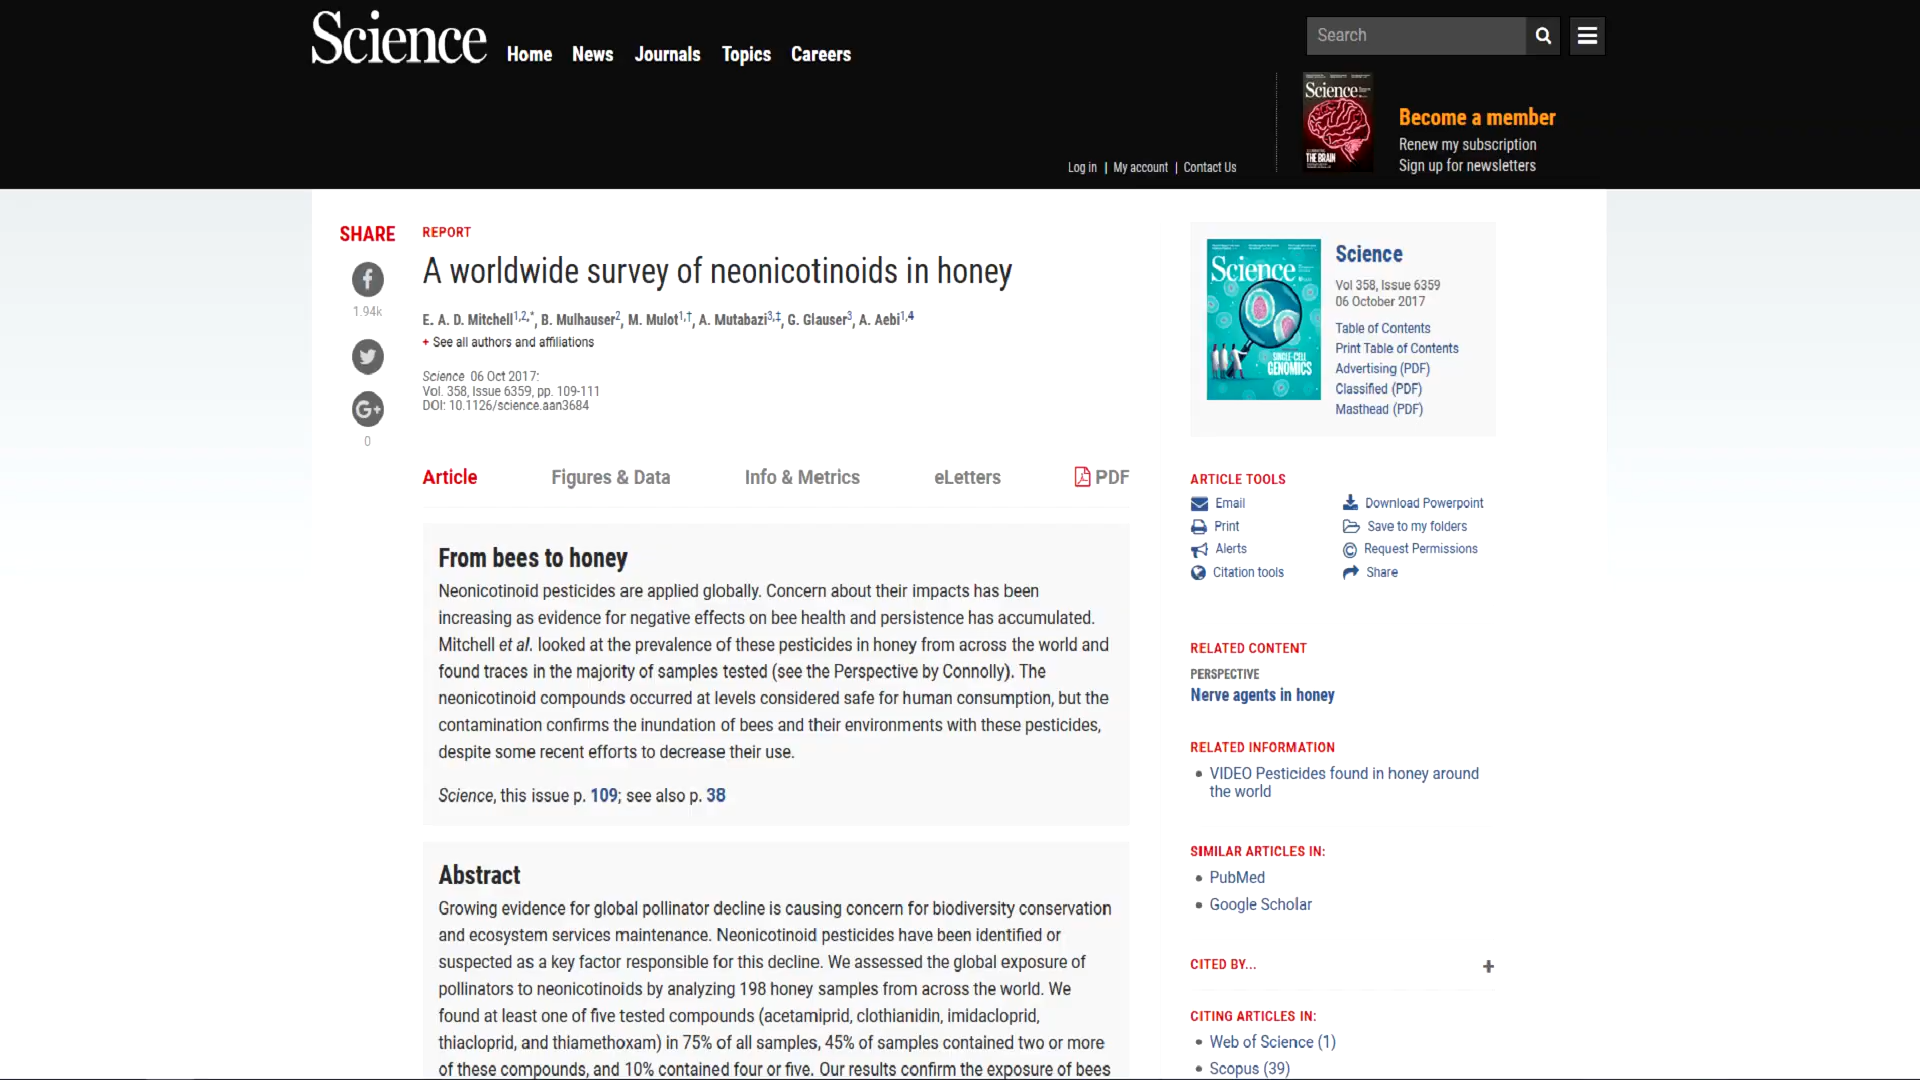 Science
Home News Journals Topics Careers
Search
Science
THE BRAIN
Become a member
Renew my subscription
Sign up for newsletters
Log in | My account | Contact Us
SHARE
1.94k
G+
0
REPORT
A worldwide survey of neonicotinoids in honey
E. A. D. Mitchell1,2,*, B. Mulhauser2, M. Mulot1,†, A. Mutabazi3,‡, G. Glauser3, A. Aebi1,4
+ See all authors and affiliations
Science 06 Oct 2017:
Vol. 358, Issue 6359, pp. 109-111
DOI: 10.1126/science.aan3684
Article Figures & Data Info & Metrics eLetters PDF
From bees to honey
Neonicotinoid pesticides are applied globally. Concern about their impacts has been
increasing as evidence for negative effects on bee health and persistence has accumulated.
Mitchell et al. looked at the prevalence of these pesticides in honey from across the world and
found traces in the majority of samples tested (see the Perspective by Connolly). The
neonicotinoid compounds occurred at levels considered safe for human consumption, but the
contamination confirms the inundation of bees and their environments with these pesticides,
despite some recent efforts to decrease their use.
Science, this issue p. 109; see also p. 38
Abstract
Growing evidence for global pollinator decline is causing concern for biodiversity conservation
and ecosystem services maintenance. Neonicotinoid pesticides have been identified or
suspected as a key factor responsible for this decline. We assessed the global exposure of
pollinators to neonicotinoids by analyzing 198 honey samples from across the world. We
found at least one of five tested compounds (acetamiprid, clothianidin, imidacloprid,
thiacloprid, and thiamethoxam) in 75% of all samples, 45% of samples contained two or more
of these compounds, and 10% contained four or five. Our results confirm the exposure of bees
Science
SINGLE-CELL
GENOMICS
Science
Vol 358, Issue 6359
06 October 2017
Table of Contents
Print Table of Contents
Advertising (PDF)
Classified (PDF)
Masthead (PDF)
ARTICLE TOOLS
Email
Download Powerpoint
Print
Save to my folders
Alerts
Request Permissions
Citation tools
Share
RELATED CONTENT
PERSPECTIVE
Nerve agents in honey
RELATED INFORMATION
VIDEO Pesticides found in honey around
the world
SIMILAR ARTICLES IN:
PubMed
Google Scholar
CITED BY...
+
CITING ARTICLES IN:
Web of Science (1)
Scopus (39)